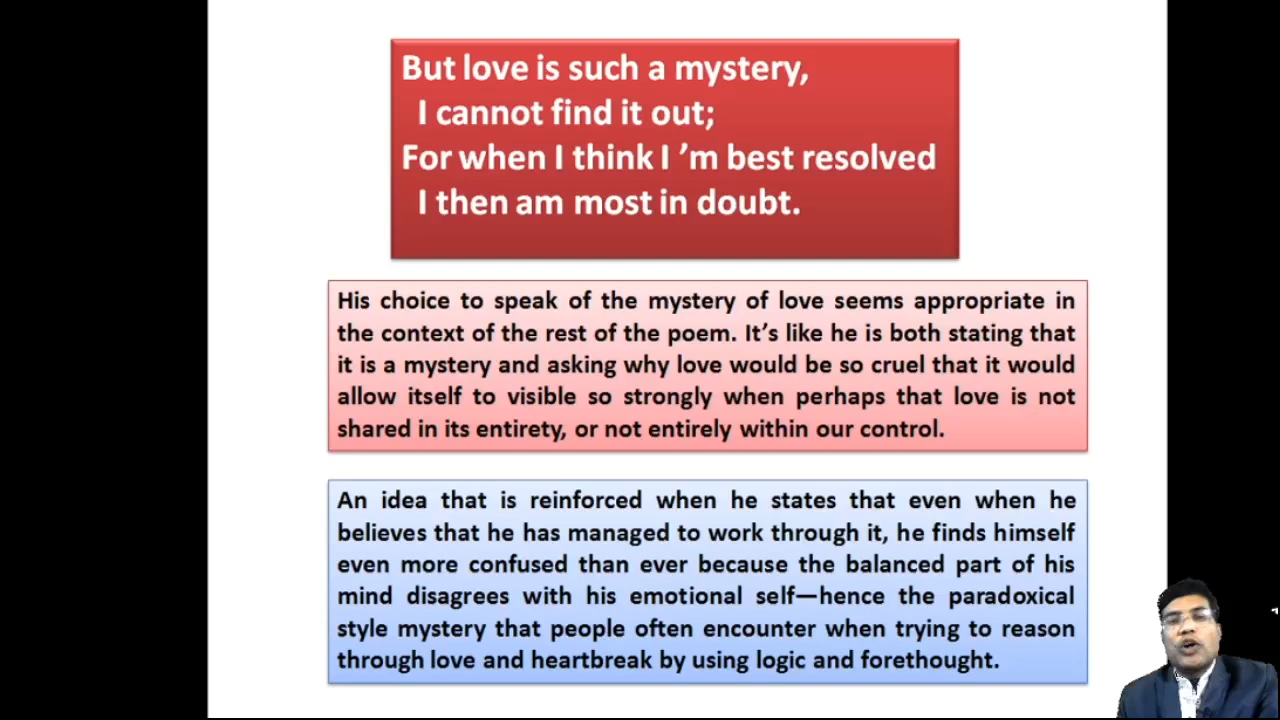 But love is such a mystery,
I cannot find it out;
For when I think I ’m best resolved
I then am most in doubt.
His choice to speak of the mystery of love seems appropriate in
the context of the rest of the poem. It’s like he is both stating that
it is a mystery and asking why love would be so cruel that it would
allow itself to visible so strongly when perhaps that love is not
shared in its entirety, or not entirely within our control.
An idea that is reinforced when he states that even when he
believes that he has managed to work through it, he finds himself
even more confused than ever because the balanced part of his
mind disagrees with his emotional self—hence the paradoxical
style mystery that people often encounter when trying to reason
through love and heartbreak by using logic and forethought.